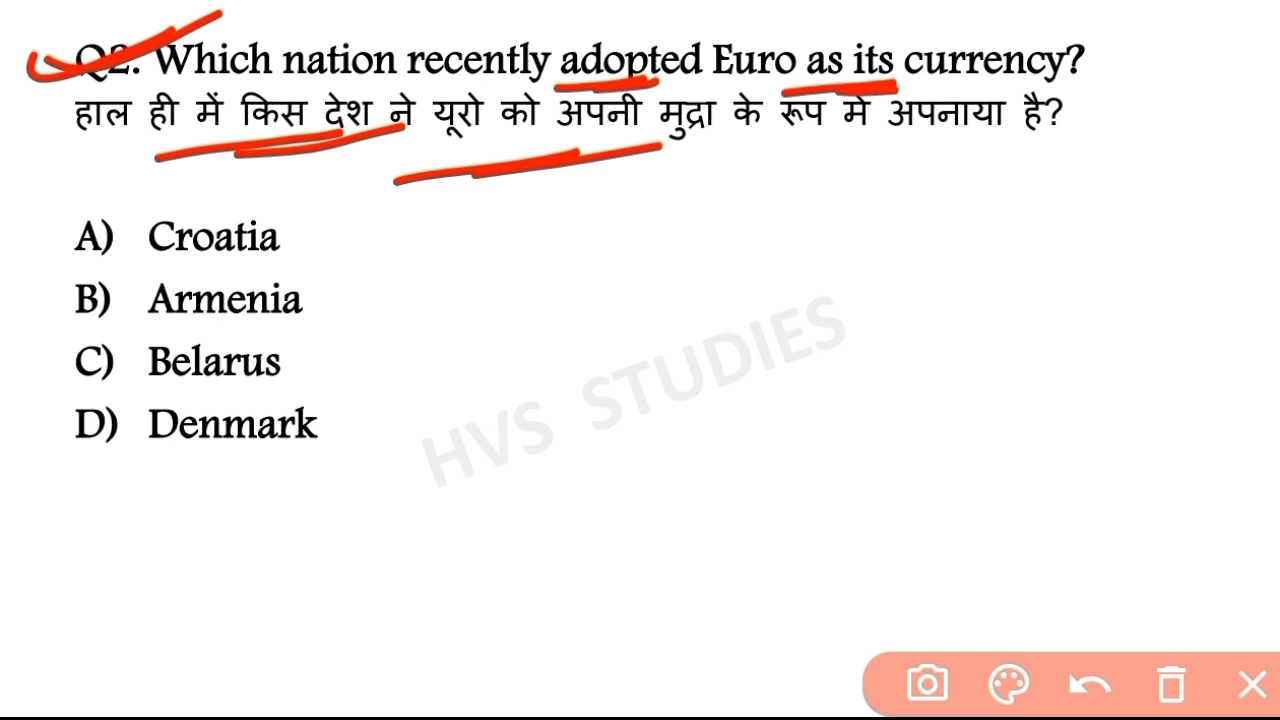 Q2. Which nation recently adopted Euro as its currency?
हाल ही में किस देश ने यूरो को अपनी मुद्रा के रूप में अपनाया है?
A) Croatia
B) Armenia
C) Belarus
D) Denmark
HVS STUDIES